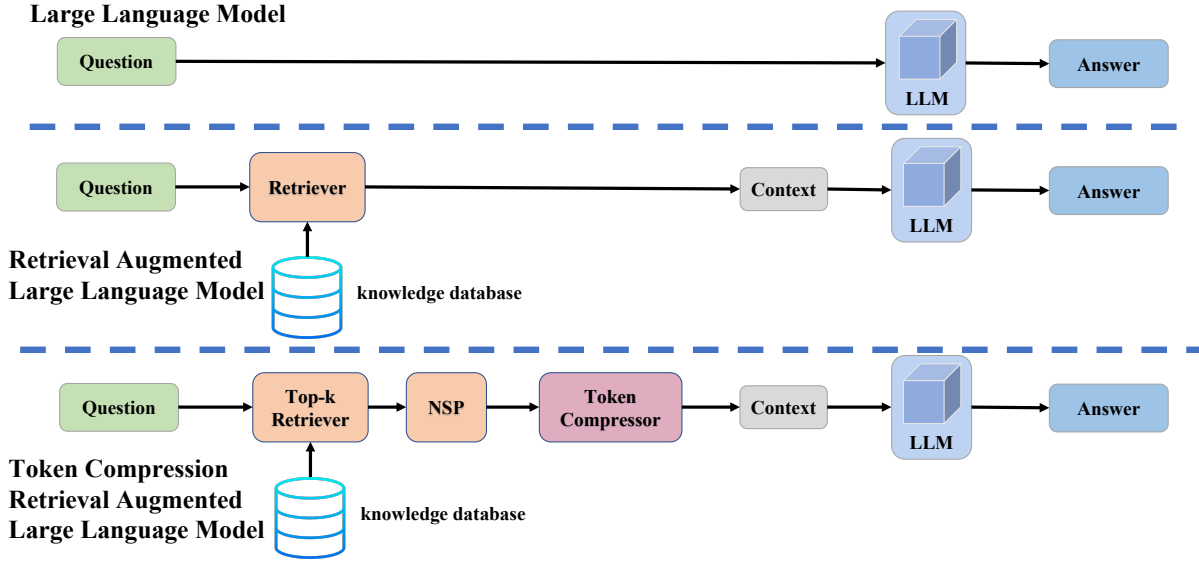 Large Language Model
Question
LLM
Answer
Question
Retriever
Context
LLM
Answer
Retrieval Augmented
Large Language Model
knowledge database
Question
Top-k
Retriever
NSP
Token
Compressor
Context
LLM
Answer
Token Compression
Retrieval Augmented
Large Language Model
knowledge database